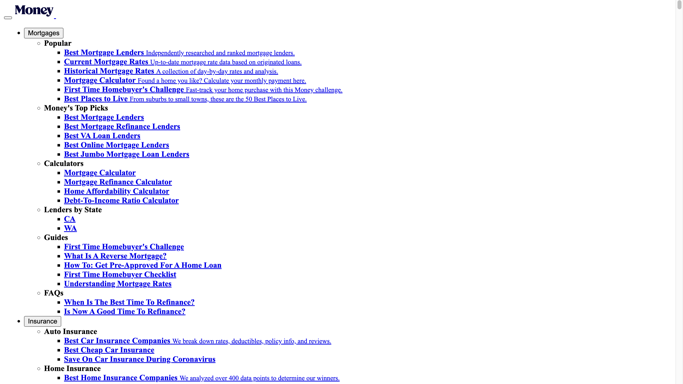 Money
Mortgages
Popular
Best Mortgage Lenders Independently researched and ranked mortgage lenders.
Current Mortgage Rates Up-to-date mortgage rate data based on originated loans.
Historical Mortgage Rates A collection of day-by-day rates and analysis.
Mortgage Calculator Found a home you like? Calculate your monthly payment here.
First Time Homebuyer's Challenge Fast-track your home purchase with this Money challenge.
Best Places to Live From suburbs to small towns, these are the 50 Best Places to Live.
Money's Top Picks
Best Mortgage Lenders
Best Mortgage Refinance Lenders
Best VA Loan Lenders
Best Online Mortgage Lenders
Best Jumbo Mortgage Loan Lenders
Calculators
Mortgage Calculator
Mortgage Refinance Calculator
Home Affordability Calculator
Debt-To-Income Ratio Calculator
Lenders by State
CA
WA
Guides
First Time Homebuyer's Challenge
What Is A Reverse Mortgage?
How To: Get Pre-Approved For A Home Loan
First Time Homebuyer Checklist
Understanding Mortgage Rates
FAQs
When Is The Best Time To Refinance?
Is Now A Good Time To Refinance?
Insurance
Auto Insurance
Best Car Insurance Companies We break down rates, deductibles, policy info, and reviews.
Best Cheap Car Insurance
Save On Car Insurance During Coronavirus
Home Insurance
Best Home Insurance Companies We analyzed over 400 data points to determine our winners.